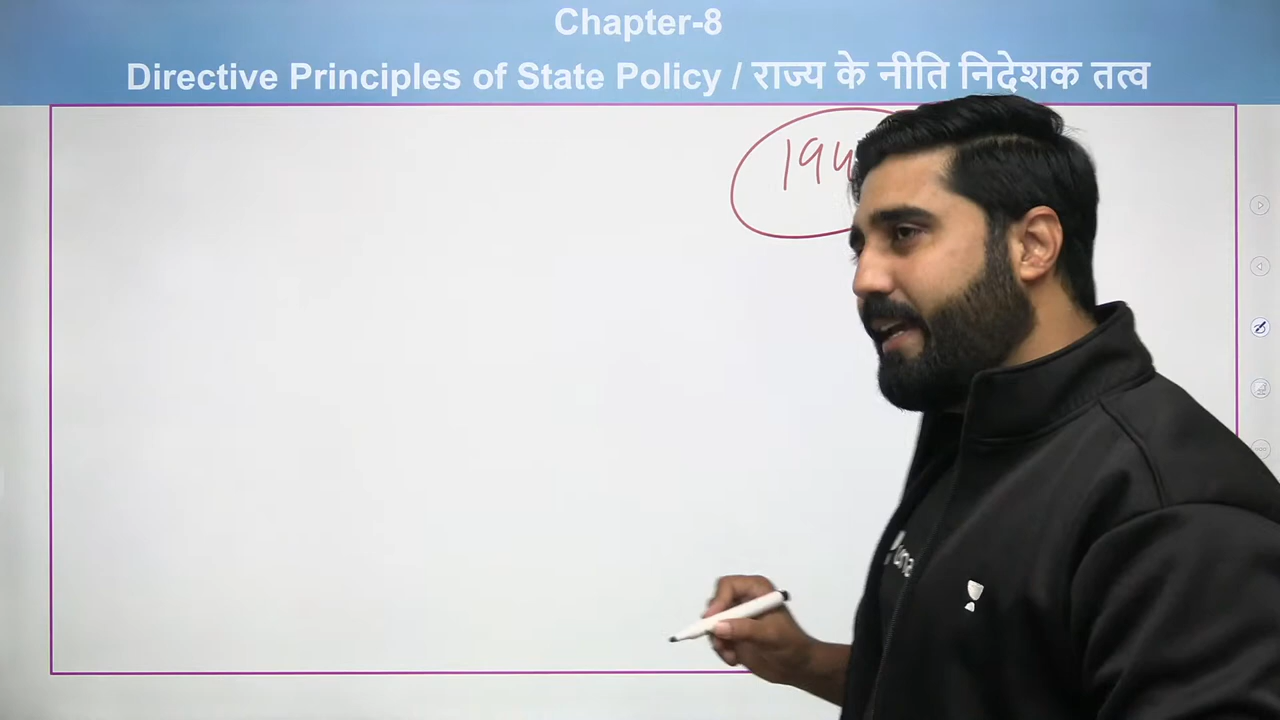 Chapter-8
Directive Principles of State Policy / राज्य के नीति निदेशक तत्व
194